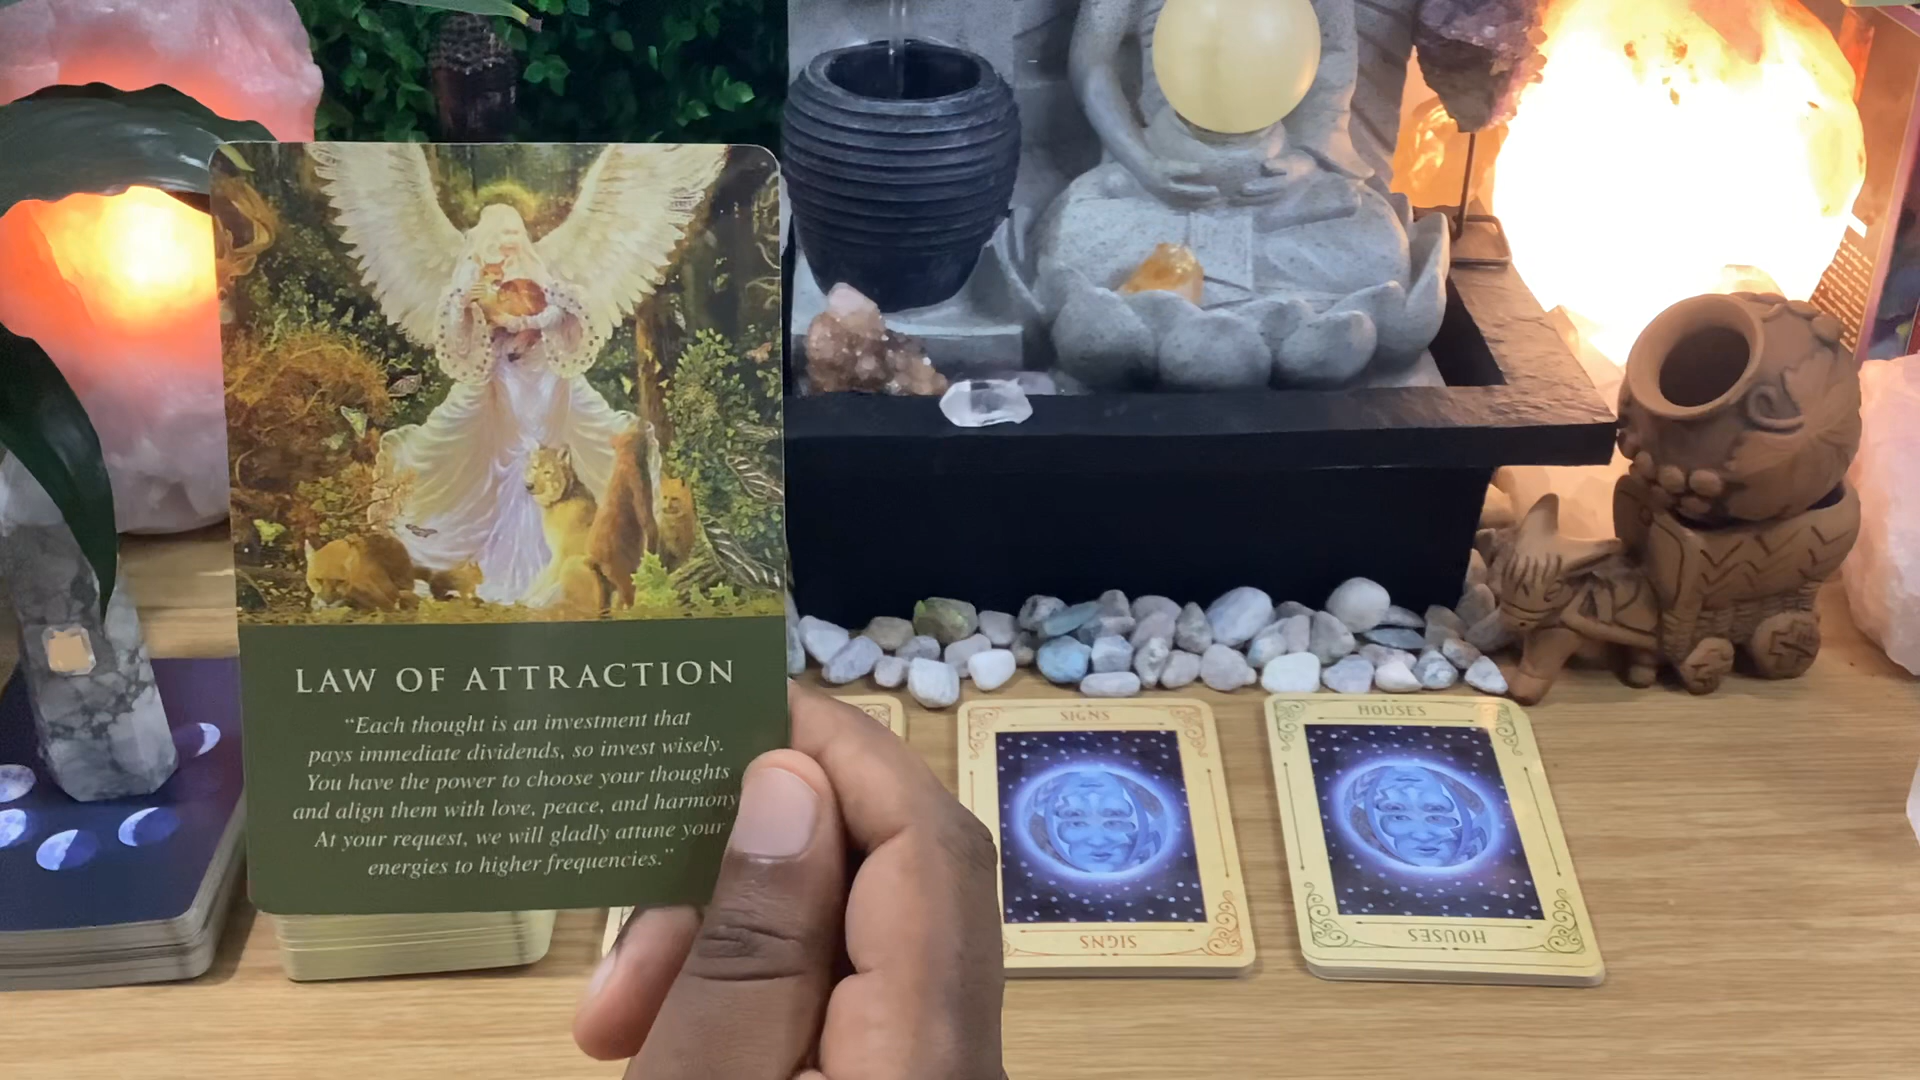 LAW OF ATTRACTION
“Each thought is an investment that
pays immediate dividends, so invest wisely.
You have the power to choose your thoughts
and align them with love, peace, and harmony
At your request, we will gladly attune your
energies to higher frequencies.”
SIGNS
SIGNS
HOUSES
HOUSES